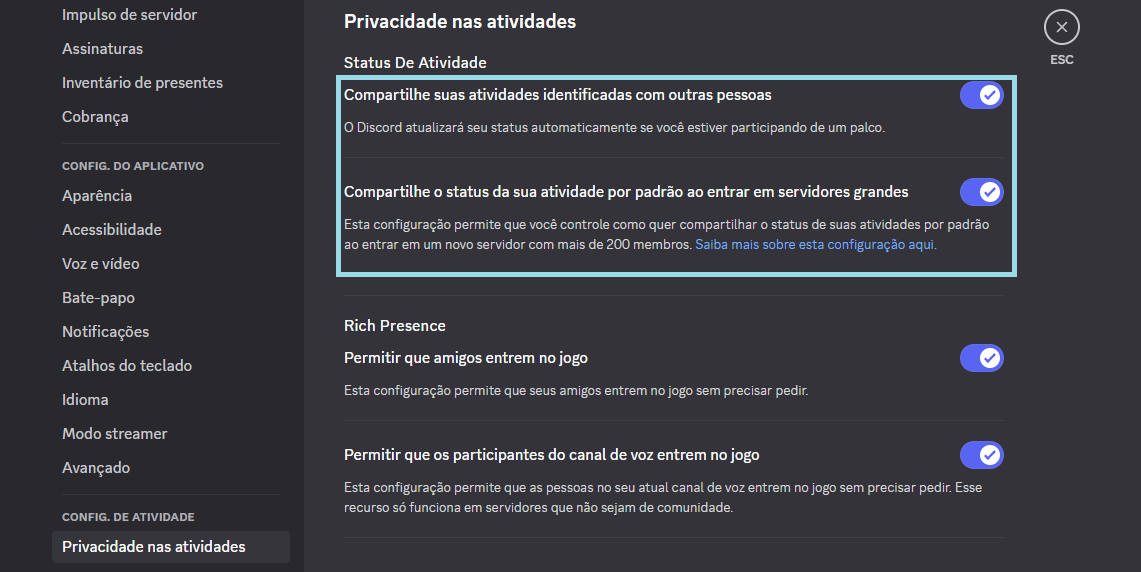 Impulso de servidor
Assinaturas
Inventário de presentes
Cobrança
CONFIG. DO APLICATIVO
Aparência
Acessibilidade
Voz e vídeo
Bate-papo
Notificações
Atalhos do teclado
Idioma
Modo streamer
Avançado
CONFIG. DE ATIVIDADE
Privacidade nas atividades
Privacidade nas atividades
Status De Atividade
Compartilhe suas atividades identificadas com outras pessoas
O Discord atualizará seu status automaticamente se você estiver participando de um palco.
Compartilhe o status da sua atividade por padrão ao entrar em servidores grandes
Esta configuração permite que você controle como quer compartilhar o status de suas atividades por padrão
ao entrar em um novo servidor com mais de 200 membros. Saiba mais sobre esta configuração aqui.
Rich Presence
Permitir que amigos entrem no jogo
Esta configuração permite que seus amigos entrem no jogo sem precisar pedir.
Permitir que os participantes do canal de voz entrem no jogo
Esta configuração permite que as pessoas no seu atual canal de voz entrem no jogo sem precisar pedir. Esse
recurso só funciona em servidores que não sejam de comunidade.
ESC